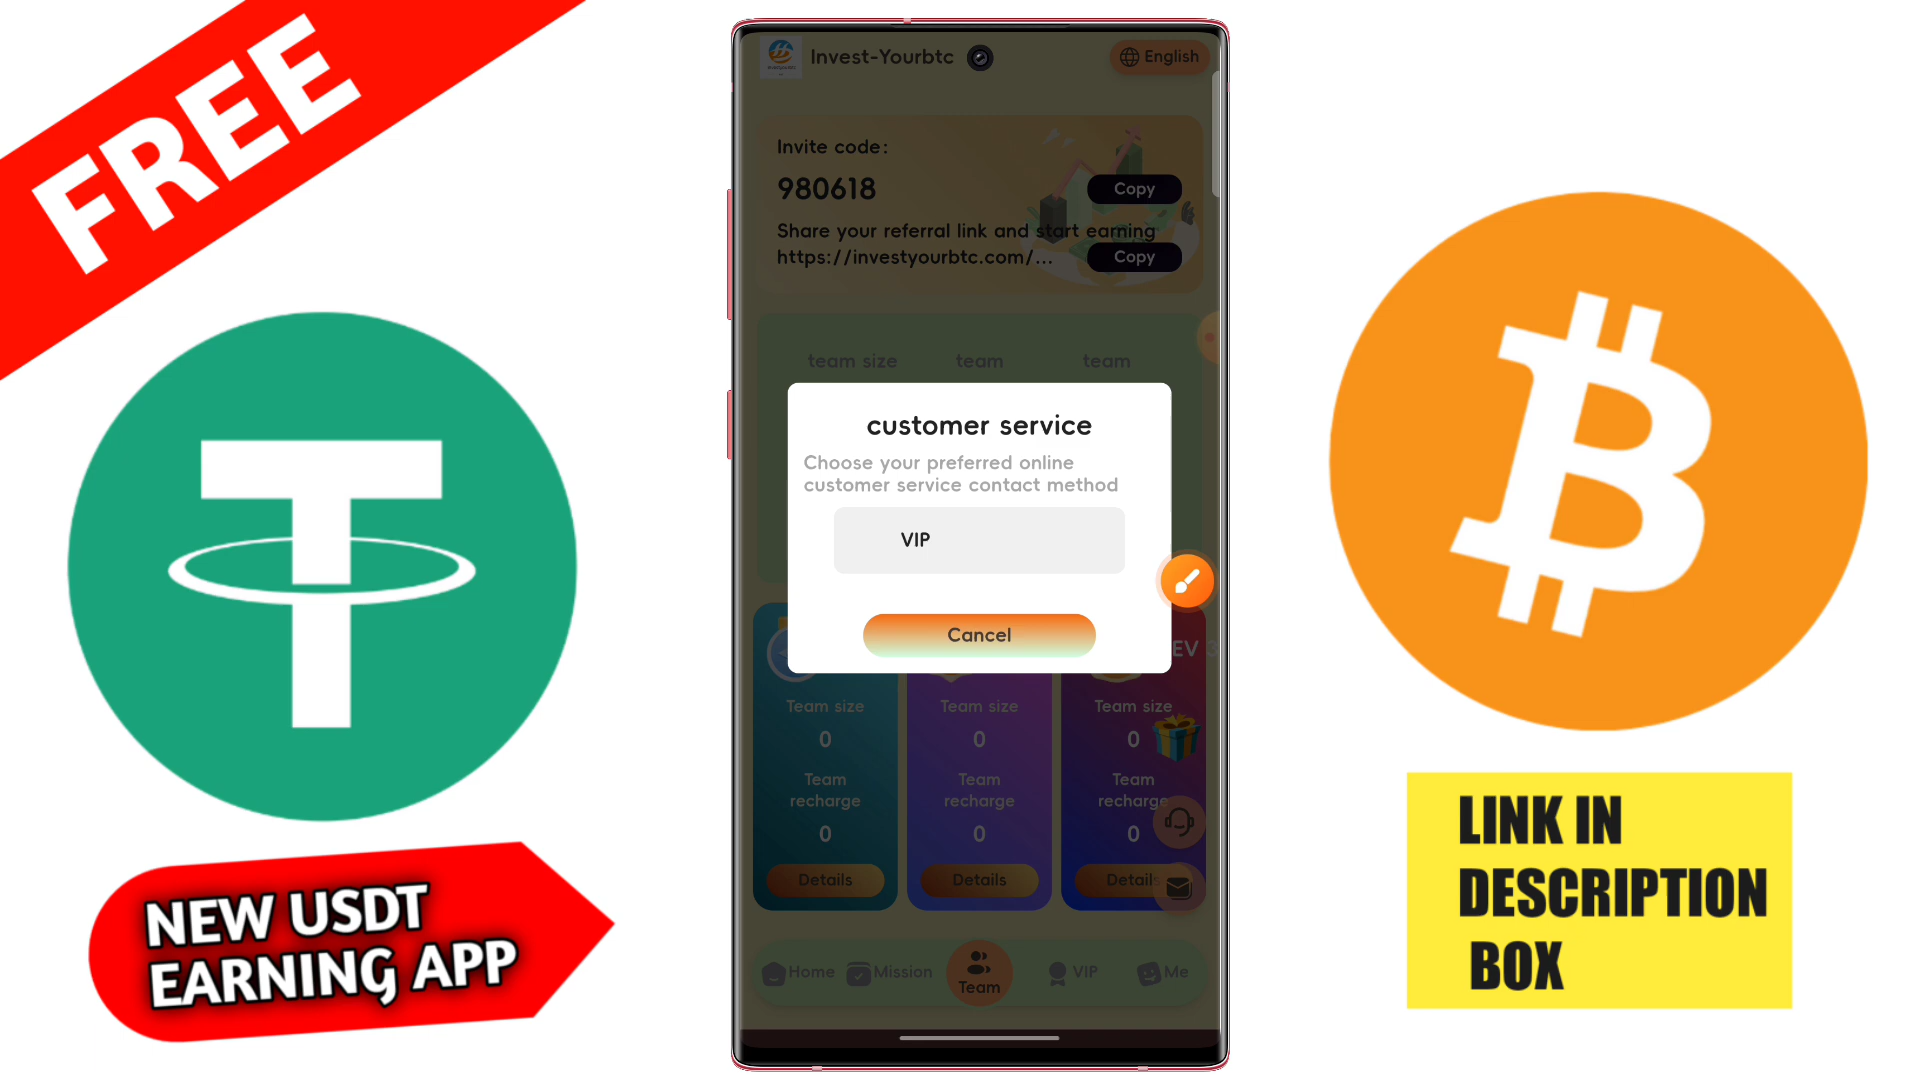 FREE
NEW USDT
EARNING APP
Invest-Yourbtc
English
Invite code:
980618
Copy
Share your referral link and start earning
https://investyourbtc.com/...
Copy
team size
team
team
customer service
Choose your preferred online
customer service contact method
VIP
Cancel
EV 3
Team size
Team size
Team size
0
0
0
Team
recharge
Team
recharge
Team
recharge
0
0
0
Details
Details
Details
Home
Mission
Team
VIP
Me
LINK IN
DESCRIPTION
BOX